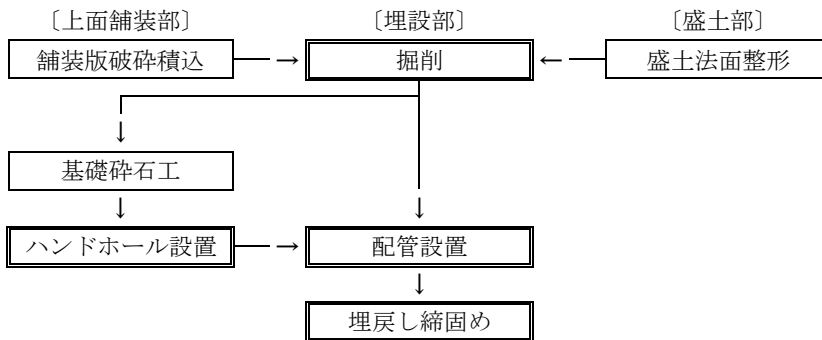 〔上面舗装部〕 〔埋設部〕 〔盛土部〕
舗装版破砕積込 → 掘削 ← 盛土法面整形
↓
基礎砕石工
↓ ↓
ハンドホール設置 → 配管設置
↓
埋戻し締固め